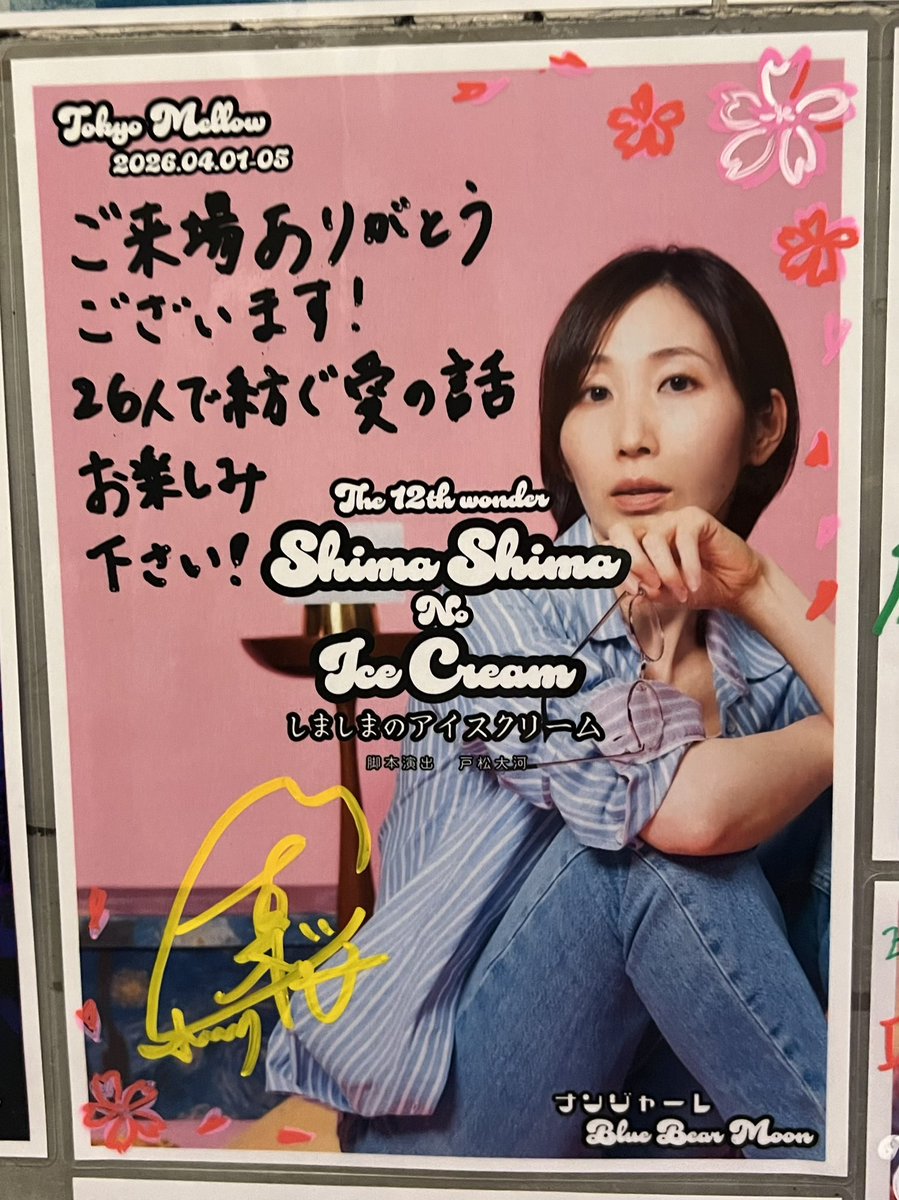 Tokyo Mellow
2026.04.01-05
ご来場ありがとう
ございます!
26人で紡ぐ愛の話
お楽しみ
下さい!
The 12th wonder
Shima Shima
No
Ice Cream
しましまのアイスクリーム
脚本演出 戸松大河
ナンジャーレ
Blue Bear Moon